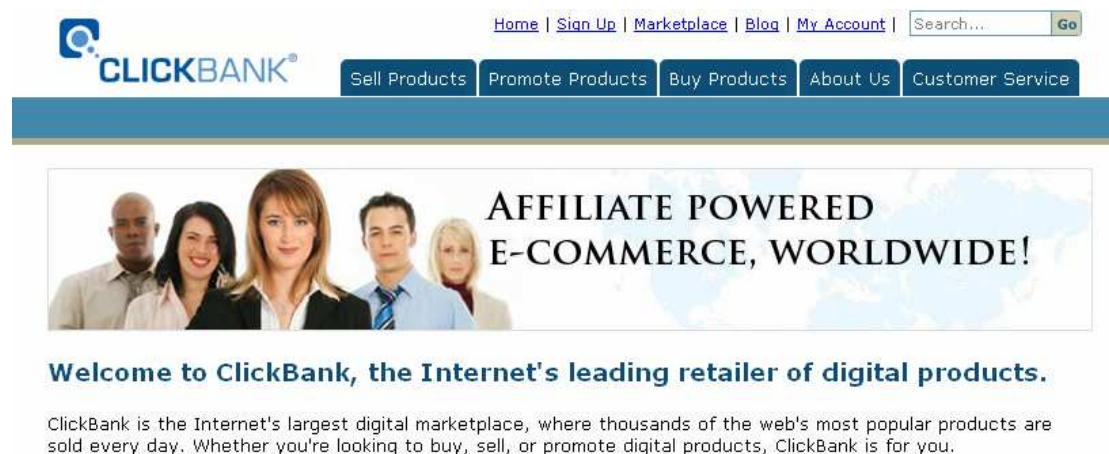 Home | Sign Up | Marketplace | Blog | My Account | Search... Go
CLICKBANK®
Sell Products Promote Products Buy Products About Us Customer Service
AFFILIATE POWERED
E-COMMERCE, WORLDWIDE!
Welcome to ClickBank, the Internet's leading retailer of digital products.
ClickBank is the Internet's largest digital marketplace, where thousands of the web's most popular products are
sold every day. Whether you're looking to buy, sell, or promote digital products, ClickBank is for you.